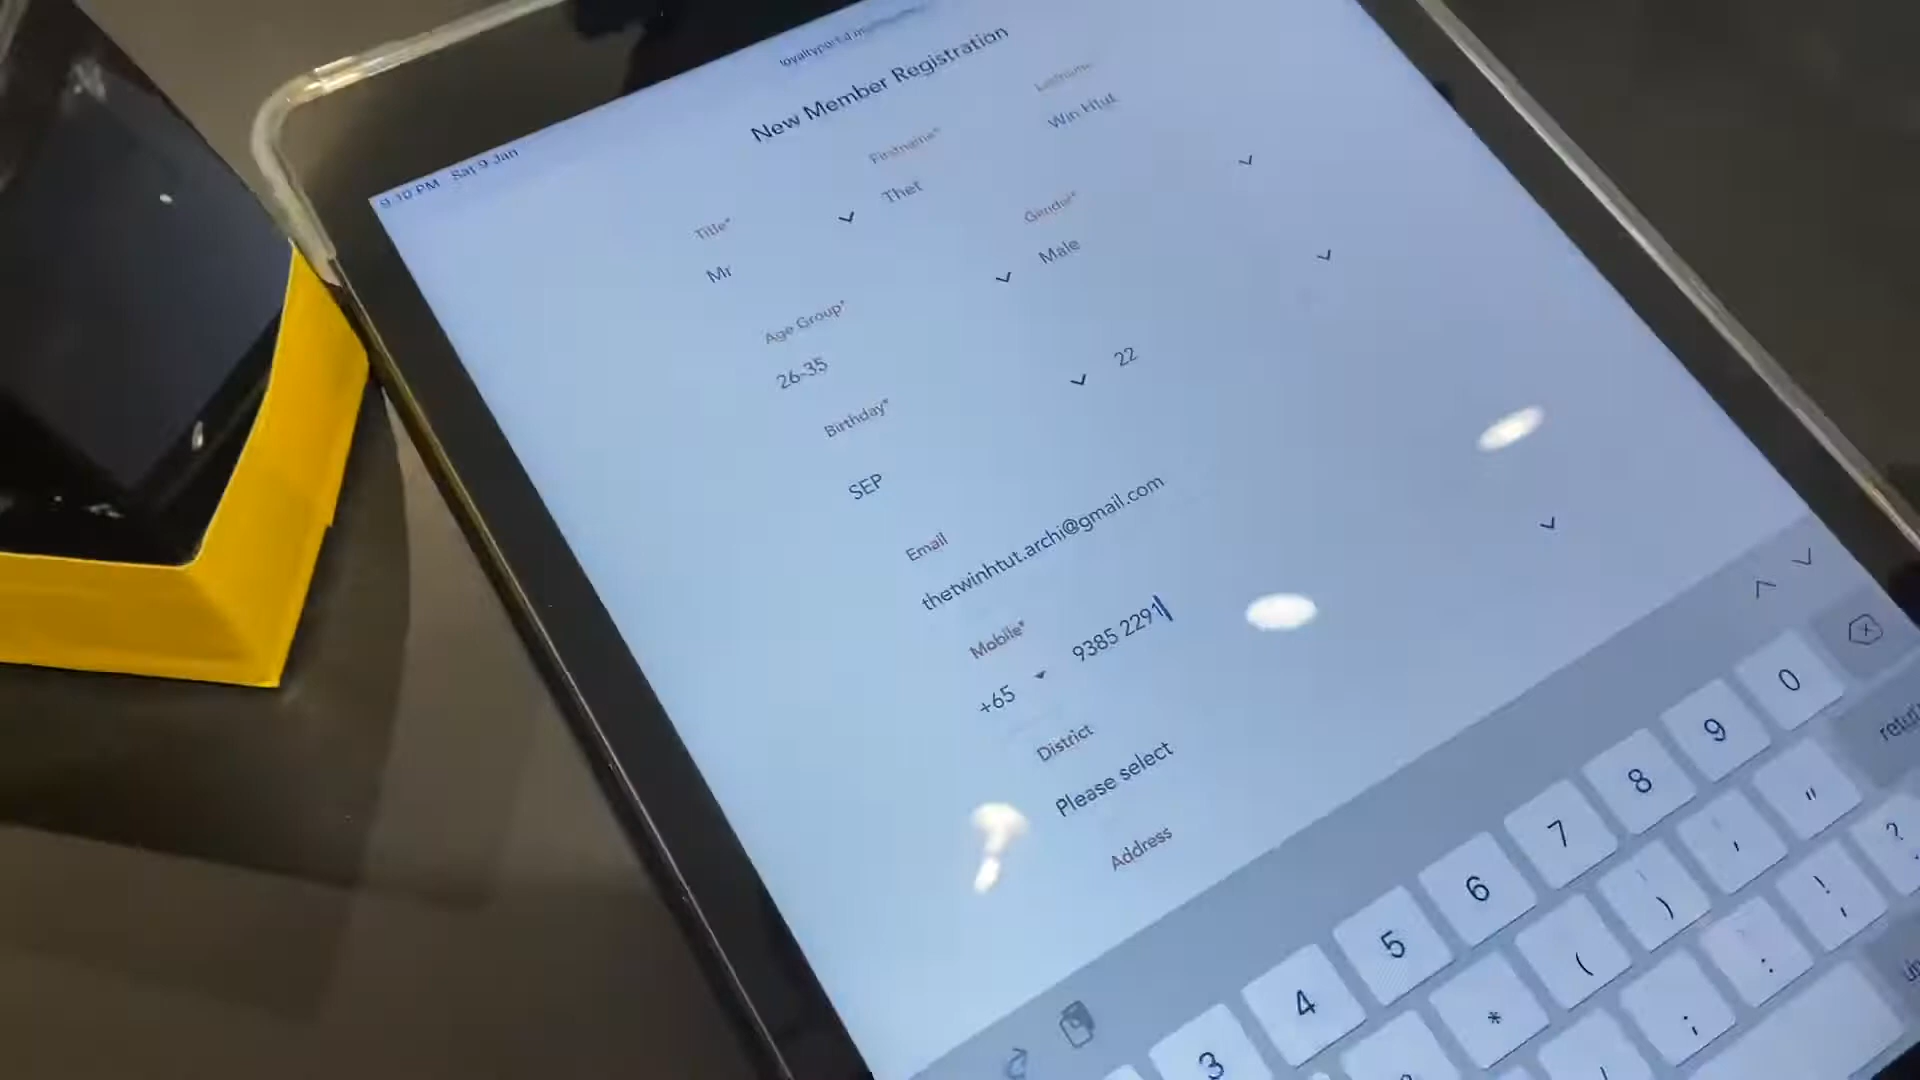 9:10 PM Sat 9 Jan
New Member Registration
Title* Firstname* Lastname
Mr Thet Win Htut
Age Group* Gender*
26-35 Male
Birthday*
SEP 22
Email
thetwinhtut.archi@gmail.com
Mobile*
+65 9385 2291
District
Please select
Address
3 4 5 6 7 8 9 0
* ( ) ' "
; : ! ?